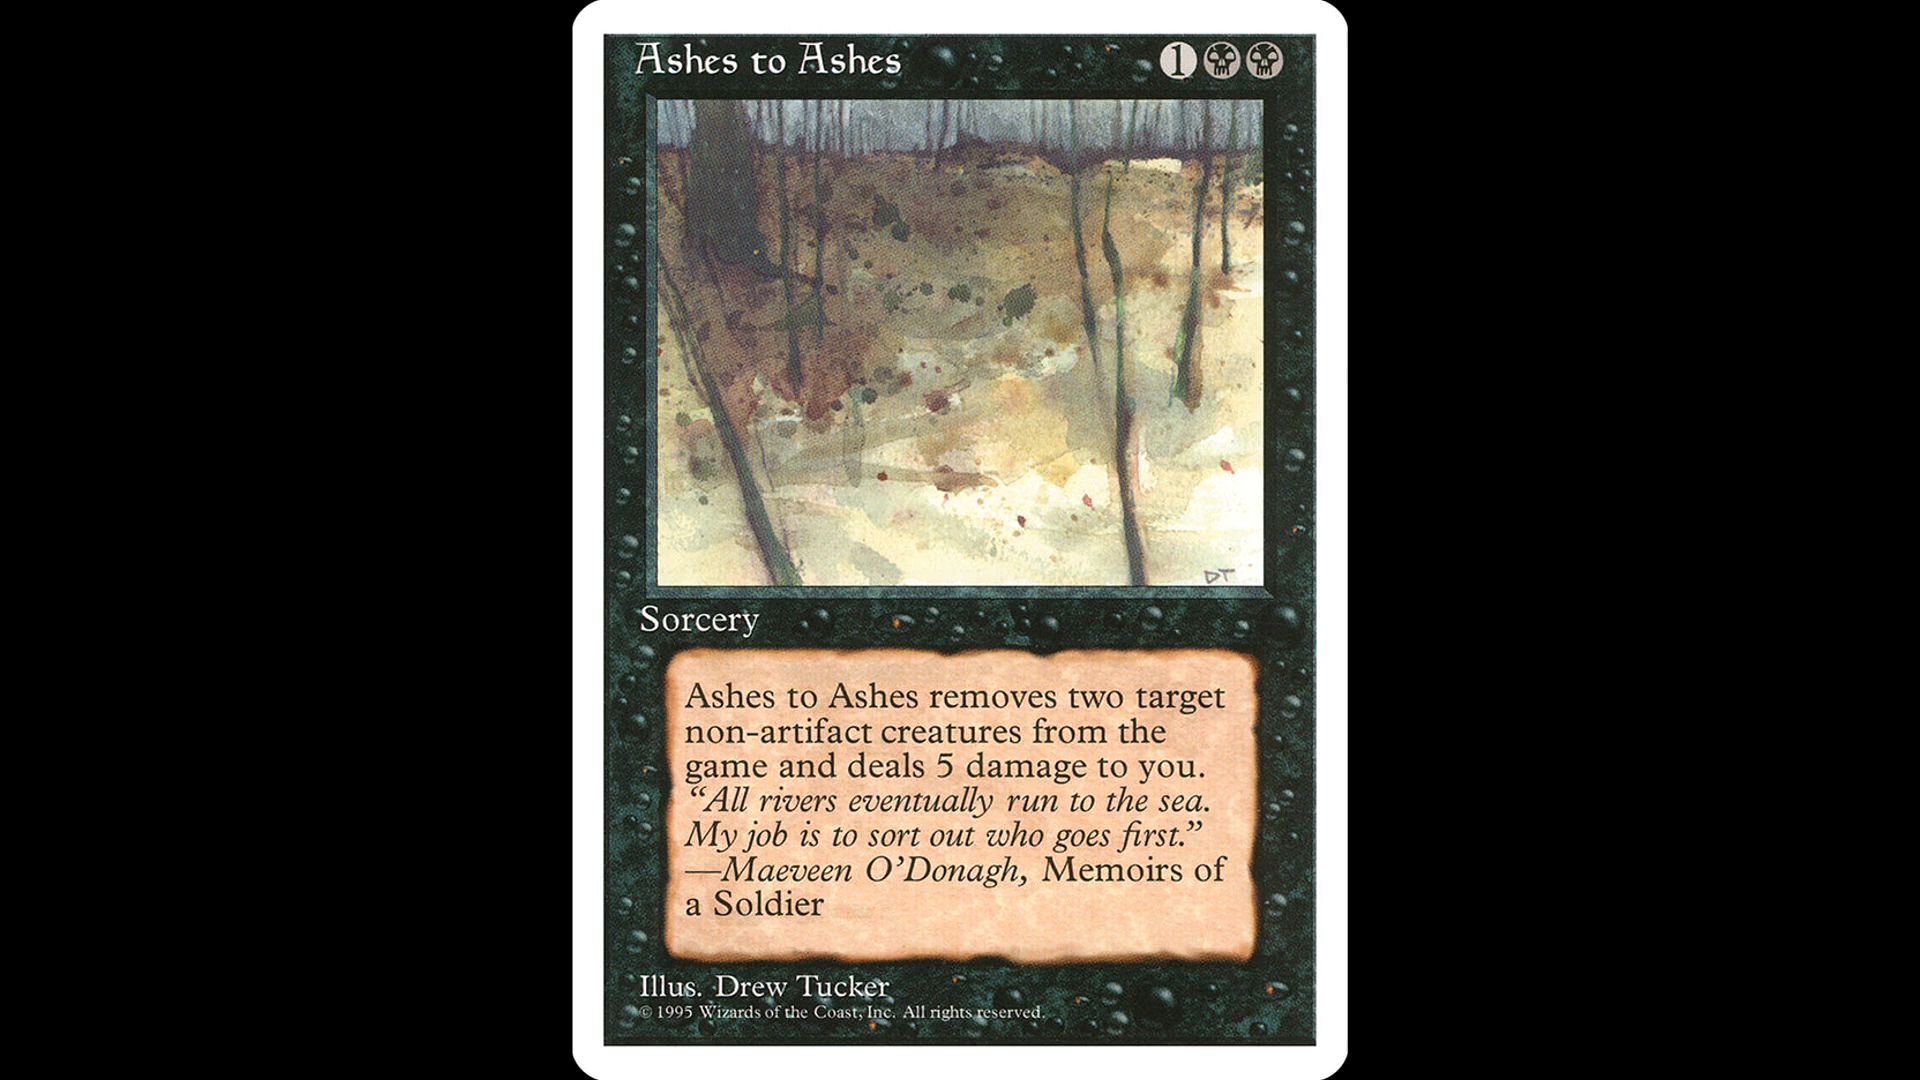 Ashes to Ashes 1
DT
Sorcery
Ashes to Ashes removes two target
non-artifact creatures from the
game and deals 5 damage to you.
“All rivers eventually run to the sea.
My job is to sort out who goes first.”
—Maeveen O’Donagh, Memoirs of
a Soldier
Illus. Drew Tucker
© 1995 Wizards of the Coast, Inc. All rights reserved.